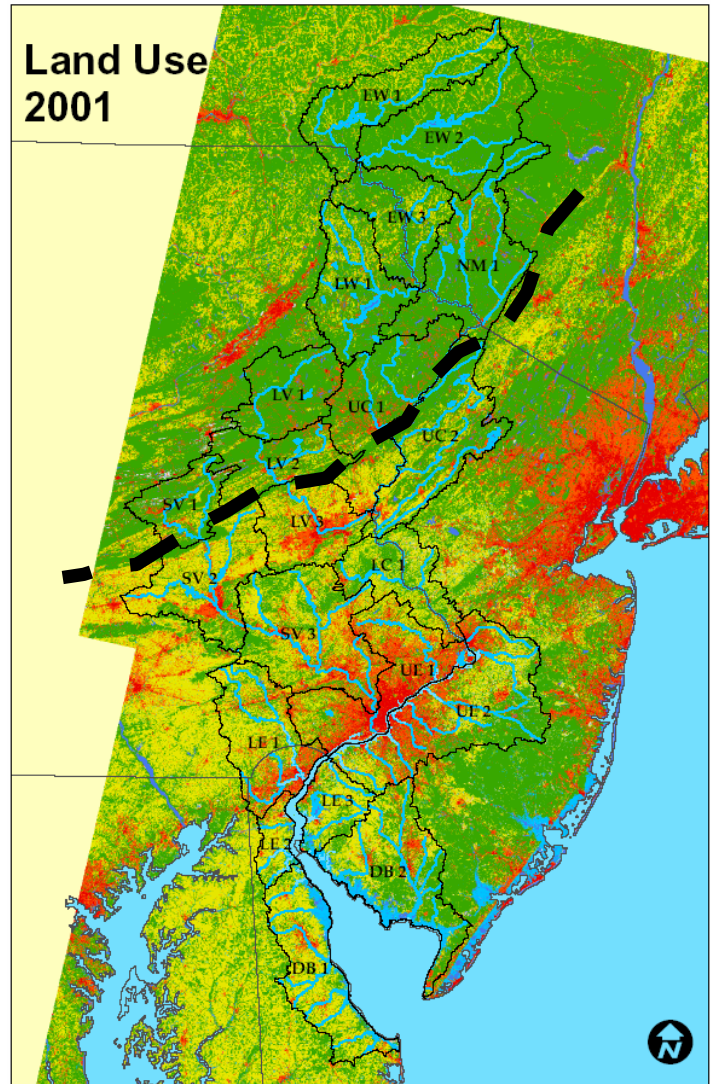 Land Use
2001
EW 1
EW 2
EW 3
NM 1
LW 1
LV 1
UC 1
UC 2
LV 2
SV 1
LV 3
LC 1
SV 2
SV 3
UE 1
UE 2
LE 1
LE 3
LE 2
DB 2
DB 1
N